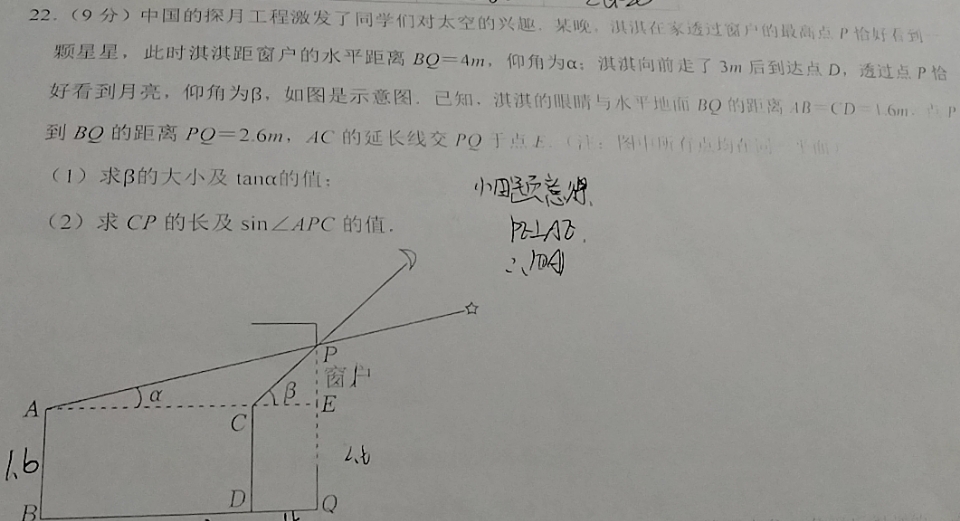 22.（9 分）中国的探月工程激发了同学们对太空的兴趣. 某晚, 淇淇在家透过窗户的最高点 P 恰好看到一
颗星星，此时淇淇距窗户的水平距离 BQ=4m，仰角为α；淇淇向前走了 3m 后到达点 D，透过点 P 恰
好看到月亮，仰角为β，如图是示意图. 已知, 淇淇的眼睛与水平地面 BQ 的距离 AB=CD=1.6m, 点 P
到 BQ 的距离 PQ=2.6m，AC 的延长线交 PQ 于点 E.（注：图中所有点均在同一平面）
（1）求β的大小及 tanα的值；
（2）求 CP 的长及 sin∠APC 的值.
题意得
PE⊥AE.
∴
P
窗户
A
α
C
β
E
1.6
B
D
Q